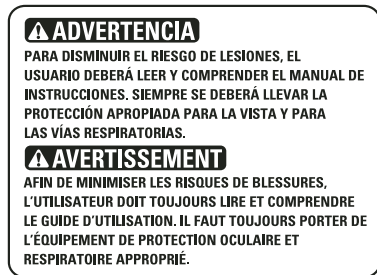 ⚠ADVERTENCIA
PARA DISMINUIR EL RIESGO DE LESIONES, EL
USUARIO DEBERÁ LEER Y COMPRENDER EL MANUAL DE
INSTRUCCIONES. SIEMPRE SE DEBERÁ LLEVAR LA
PROTECCIÓN APROPIADA PARA LA VISTA Y PARA
LAS VÍAS RESPIRATORIAS.
⚠AVERTISSEMENT
AFIN DE MINIMISER LES RISQUES DE BLESSURES,
L'UTILISATEUR DOIT TOUJOURS LIRE ET COMPRENDRE
LE GUIDE D'UTILISATION. IL FAUT TOUJOURS PORTER DE
L'ÉQUIPEMENT DE PROTECTION OCULAIRE ET
RESPIRATOIRE APPROPRIÉ.